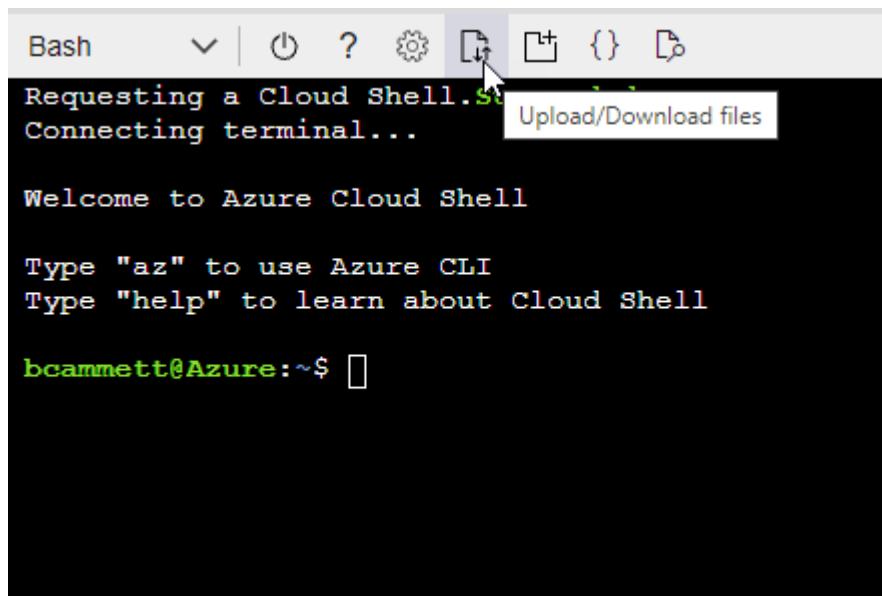 Bash
?
{}
Requesting a Cloud Shell.
Upload/Download files
Connecting terminal...
Welcome to Azure Cloud Shell
Type "az" to use Azure CLI
Type "help" to learn about Cloud Shell
bcammett@Azure:~$